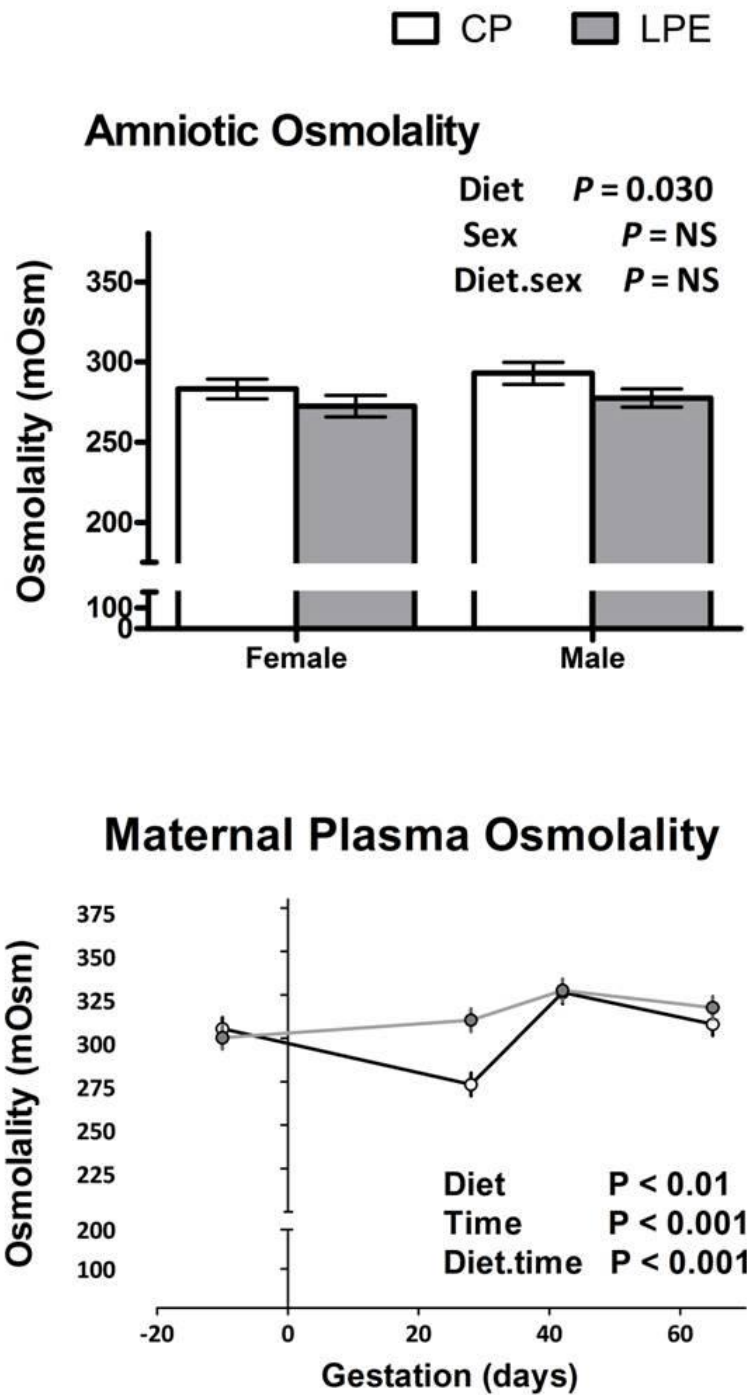 CP LPE
Amniotic Osmolality
Diet P = 0.030
Sex P = NS
Diet.sex P = NS
Osmolality (mOsm)
350
300
250
200
100
0
Female Male
Maternal Plasma Osmolality
Osmolality (mOsm)
375
350
325
300
275
250
225
200
100
Diet P < 0.01
Time P < 0.001
Diet.time P < 0.001
-20 0 20 40 60
Gestation (days)